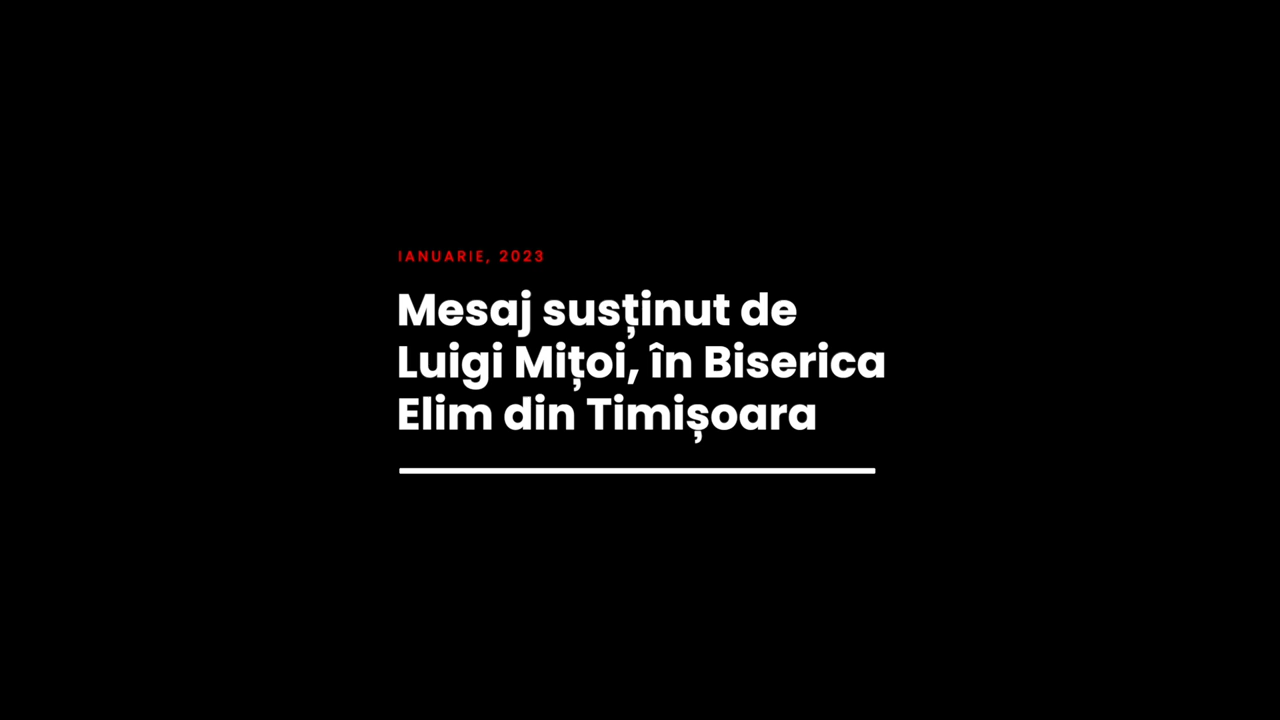 IANUARIE, 2023
Mesaj susținut de
Luigi Mițoi, în Biserica
Elim din Timișoara